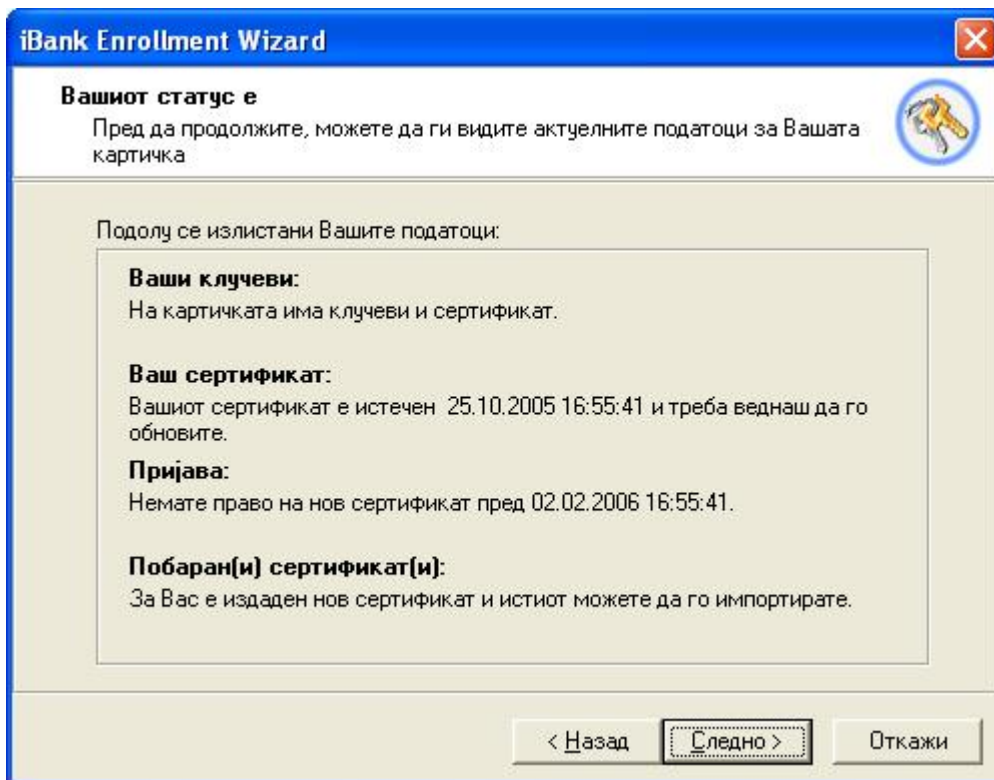 iBank Enrollment Wizard
Вашиот статус е
Пред да продолжите, можете да ги видите актуелните податоци за Вашата
картичка
Подолу се излистани Вашите податоци:
Ваши клучеви:
На картичката има клучеви и сертификат.
Ваш сертификат:
Вашиот сертификат е истечен 25.10.2005 16:55:41 и треба веднаш да го
обновите.
Пријава:
Немате право на нов сертификат пред 02.02.2006 16:55:41.
Побаран(и) сертификат(и):
За Вас е издаден нов сертификат и истиот можете да го импортирате.
< Назад Следно > Откажи